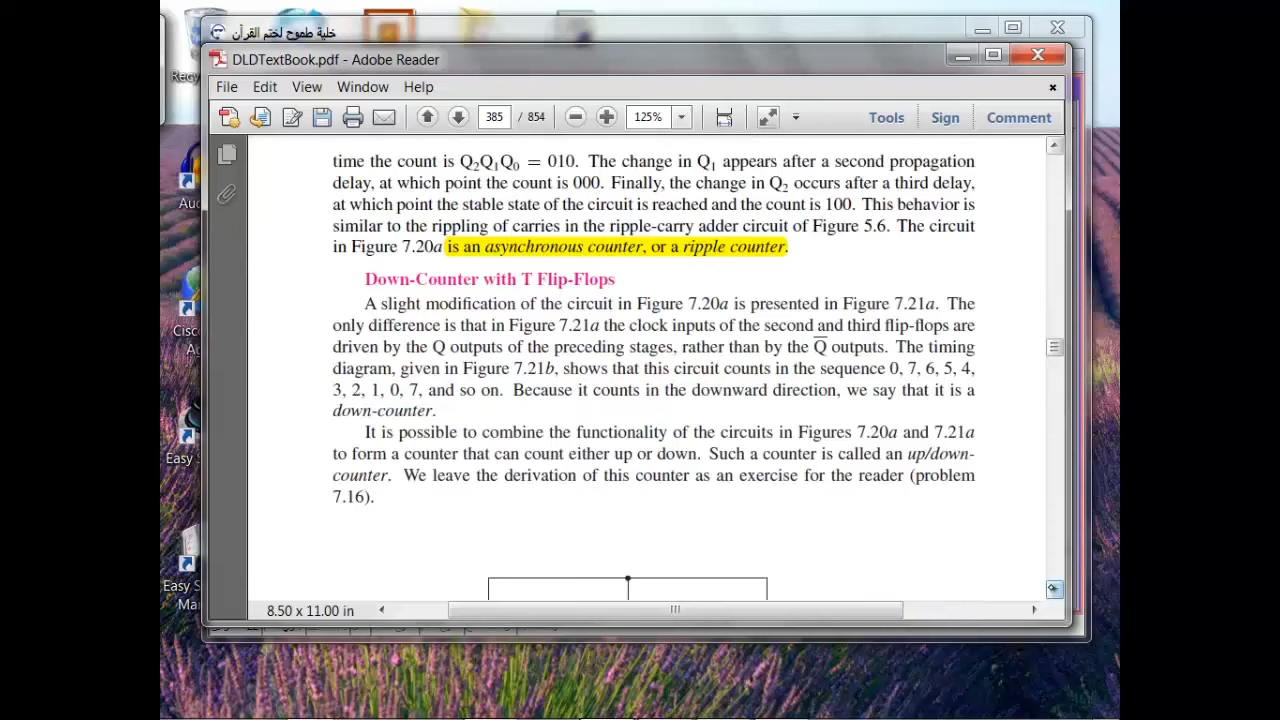 خلية طموح لختم القرآن
Recy
DLDTextBook.pdf - Adobe Reader
File Edit View Window Help
385 / 854 125% Tools Sign Comment
time the count is Q₂Q₁Q₀ = 010. The change in Q₁ appears after a second propagation
delay, at which point the count is 000. Finally, the change in Q₂ occurs after a third delay,
at which point the stable state of the circuit is reached and the count is 100. This behavior is
similar to the rippling of carries in the ripple-carry adder circuit of Figure 5.6. The circuit
in Figure 7.20a is an asynchronous counter, or a ripple counter.
Down-Counter with T Flip-Flops
A slight modification of the circuit in Figure 7.20a is presented in Figure 7.21a. The
only difference is that in Figure 7.21a the clock inputs of the second and third flip-flops are
driven by the Q outputs of the preceding stages, rather than by the Q̅ outputs. The timing
diagram, given in Figure 7.21b, shows that this circuit counts in the sequence 0, 7, 6, 5, 4,
3, 2, 1, 0, 7, and so on. Because it counts in the downward direction, we say that it is a
down-counter.
It is possible to combine the functionality of the circuits in Figures 7.20a and 7.21a
to form a counter that can count either up or down. Such a counter is called an up/down-
counter. We leave the derivation of this counter as an exercise for the reader (problem
7.16).
8.50 x 11.00 in
Auc
Cisc
Easy S
Easy S
Mar